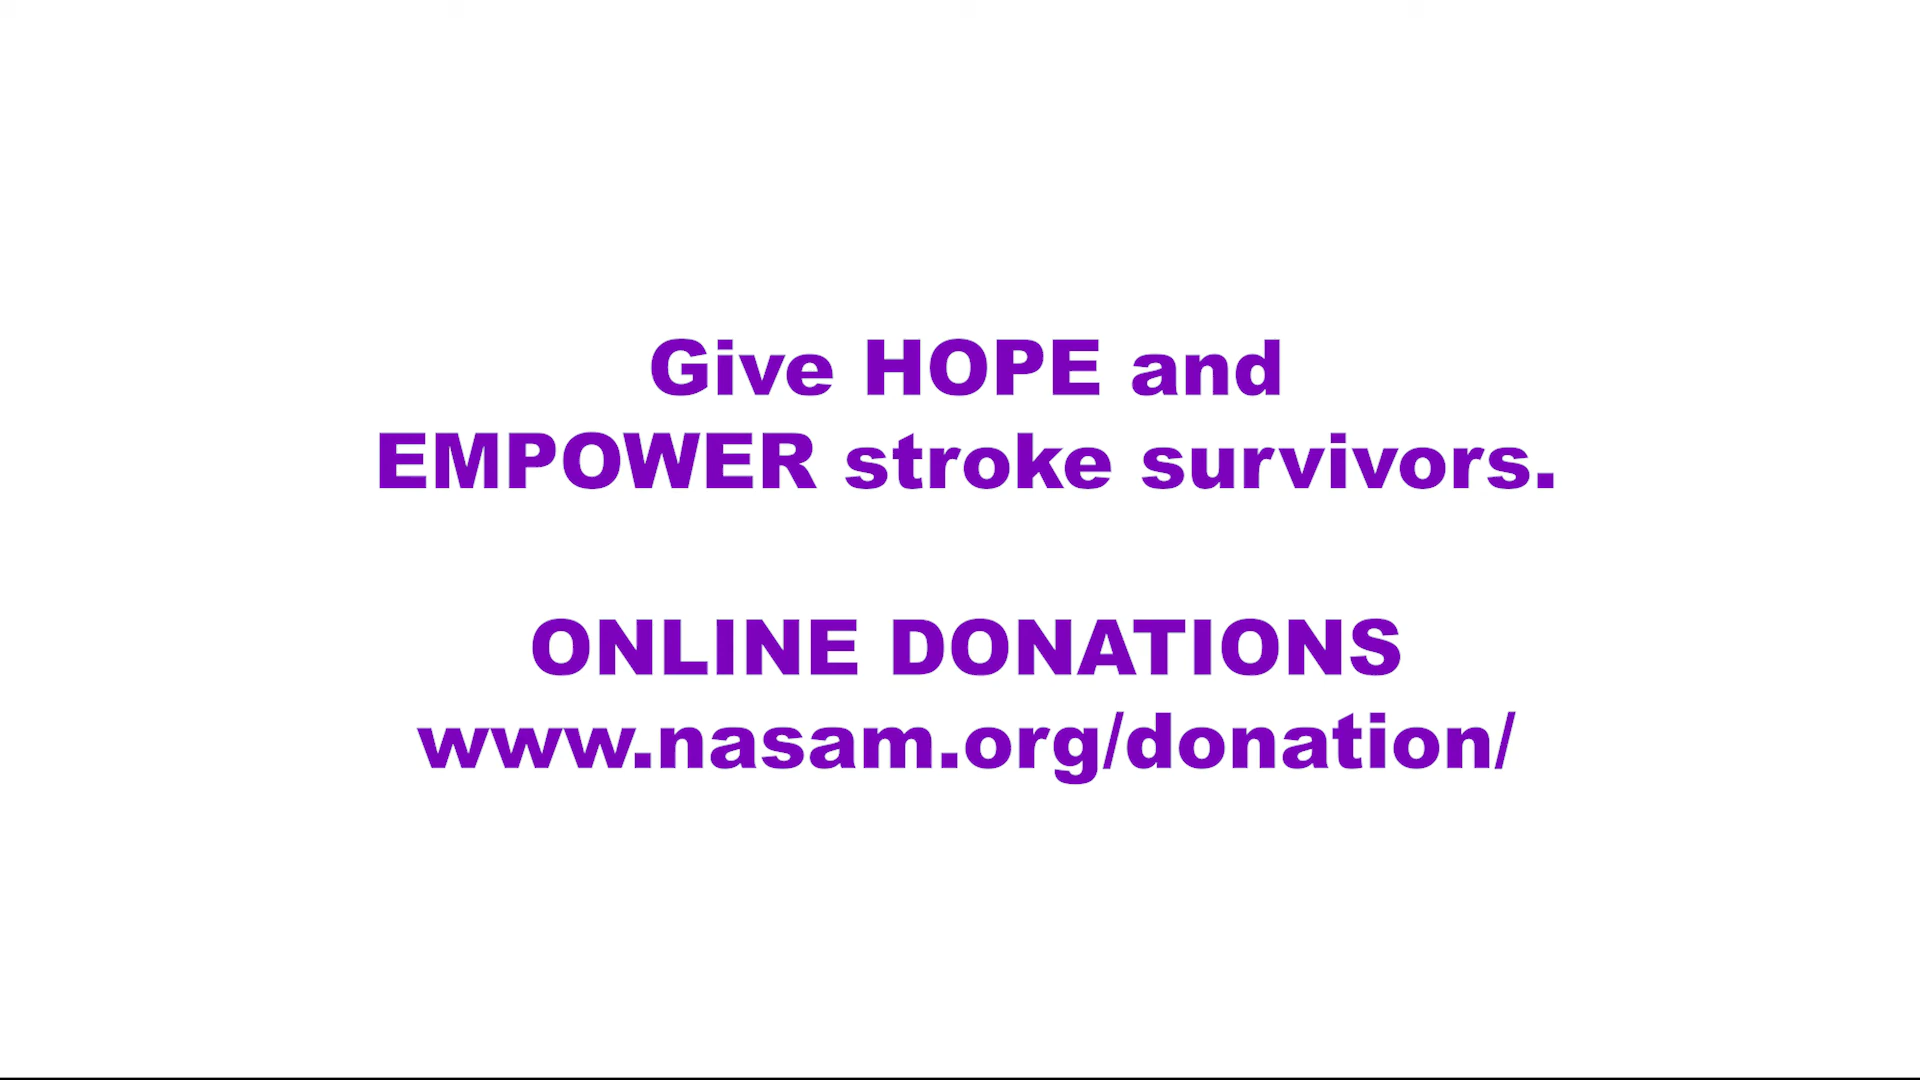 Give HOPE and
EMPOWER stroke survivors.
ONLINE DONATIONS
www.nasam.org/donation/